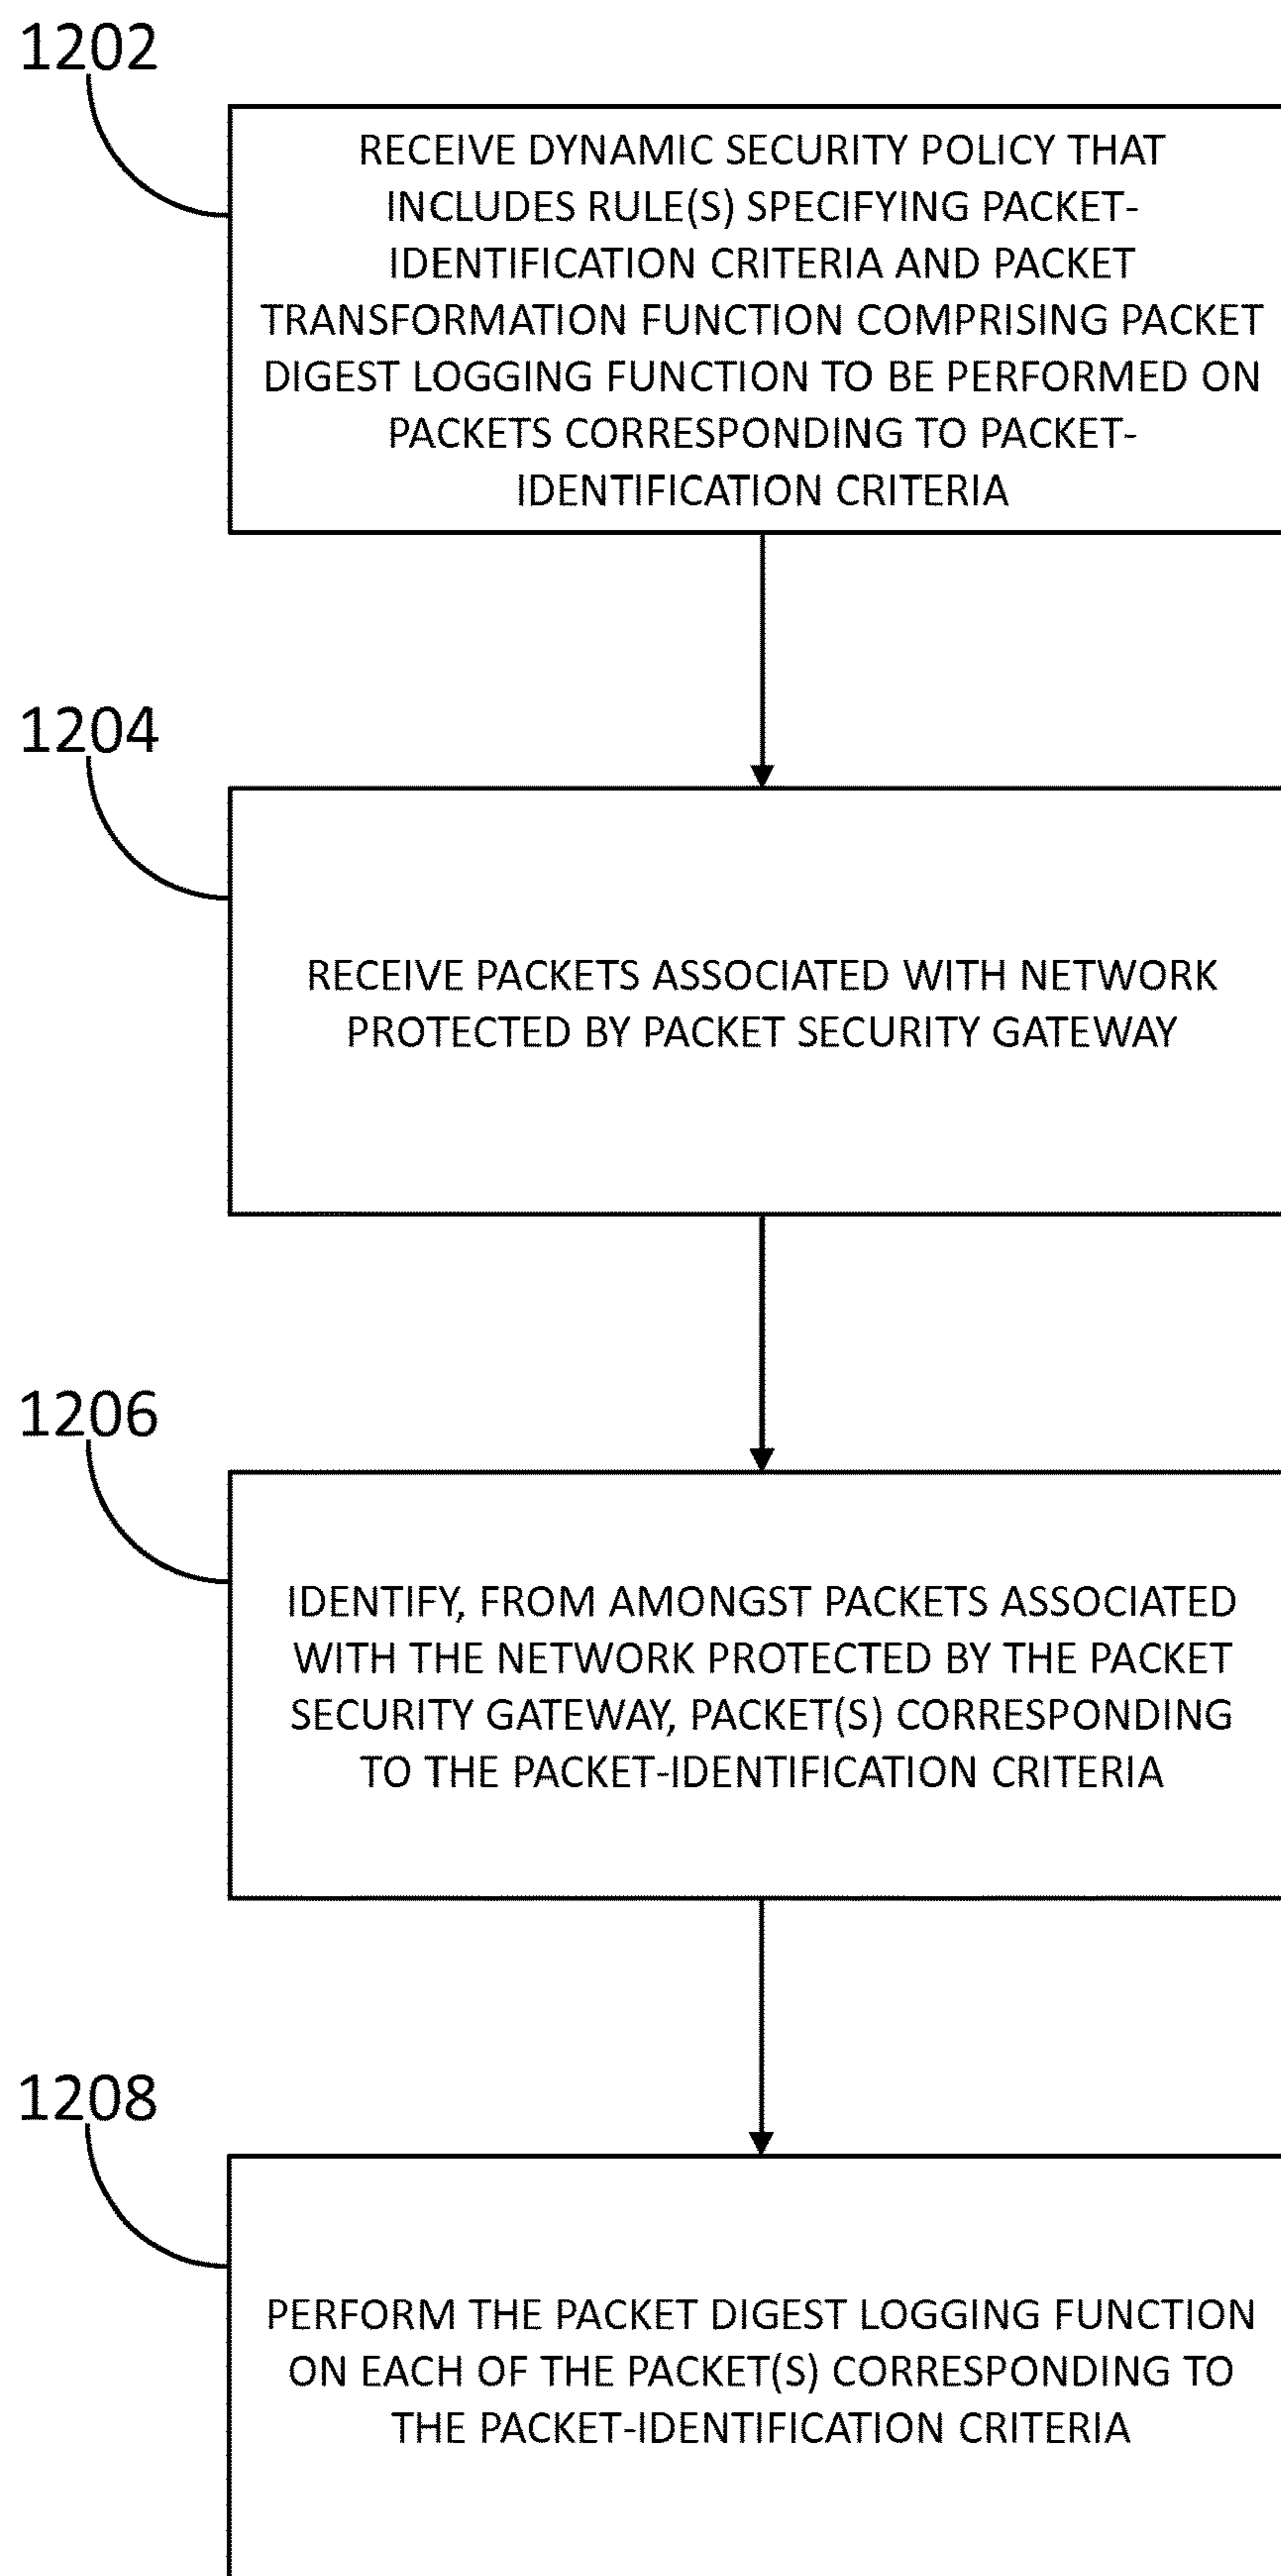 1202
RECEIVE DYNAMIC SECURITY POLICY THAT
INCLUDES RULE(S) SPECIFYING PACKET-
IDENTIFICATION CRITERIA AND PACKET
TRANSFORMATION FUNCTION COMPRISING PACKET
DIGEST LOGGING FUNCTION TO BE PERFORMED ON
PACKETS CORRESPONDING TO PACKET-
IDENTIFICATION CRITERIA
1204
RECEIVE PACKETS ASSOCIATED WITH NETWORK
PROTECTED BY PACKET SECURITY GATEWAY
1206
IDENTIFY, FROM AMONGST PACKETS ASSOCIATED
WITH THE NETWORK PROTECTED BY THE PACKET
SECURITY GATEWAY, PACKET(S) CORRESPONDING
TO THE PACKET-IDENTIFICATION CRITERIA
1208
PERFORM THE PACKET DIGEST LOGGING FUNCTION
ON EACH OF THE PACKET(S) CORRESPONDING TO
THE PACKET-IDENTIFICATION CRITERIA